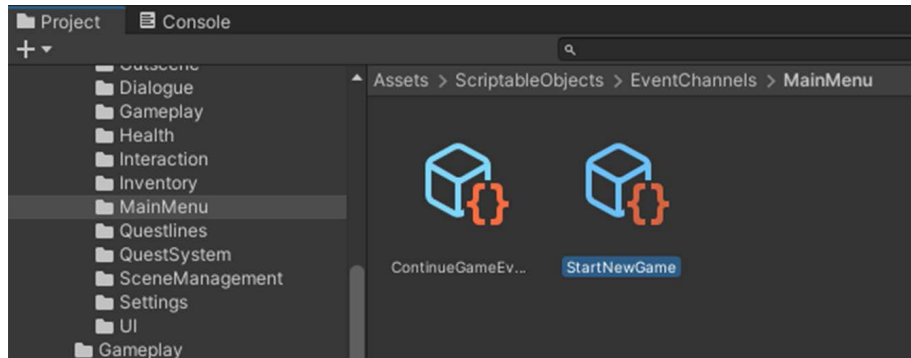 Project
Console
Cutscene
Dialogue
Gameplay
Health
Interaction
Inventory
MainMenu
Questlines
QuestSystem
SceneManagement
Settings
UI
Gameplay
Assets > ScriptableObjects > EventChannels > MainMenu
ContinueGameEv...
StartNewGame